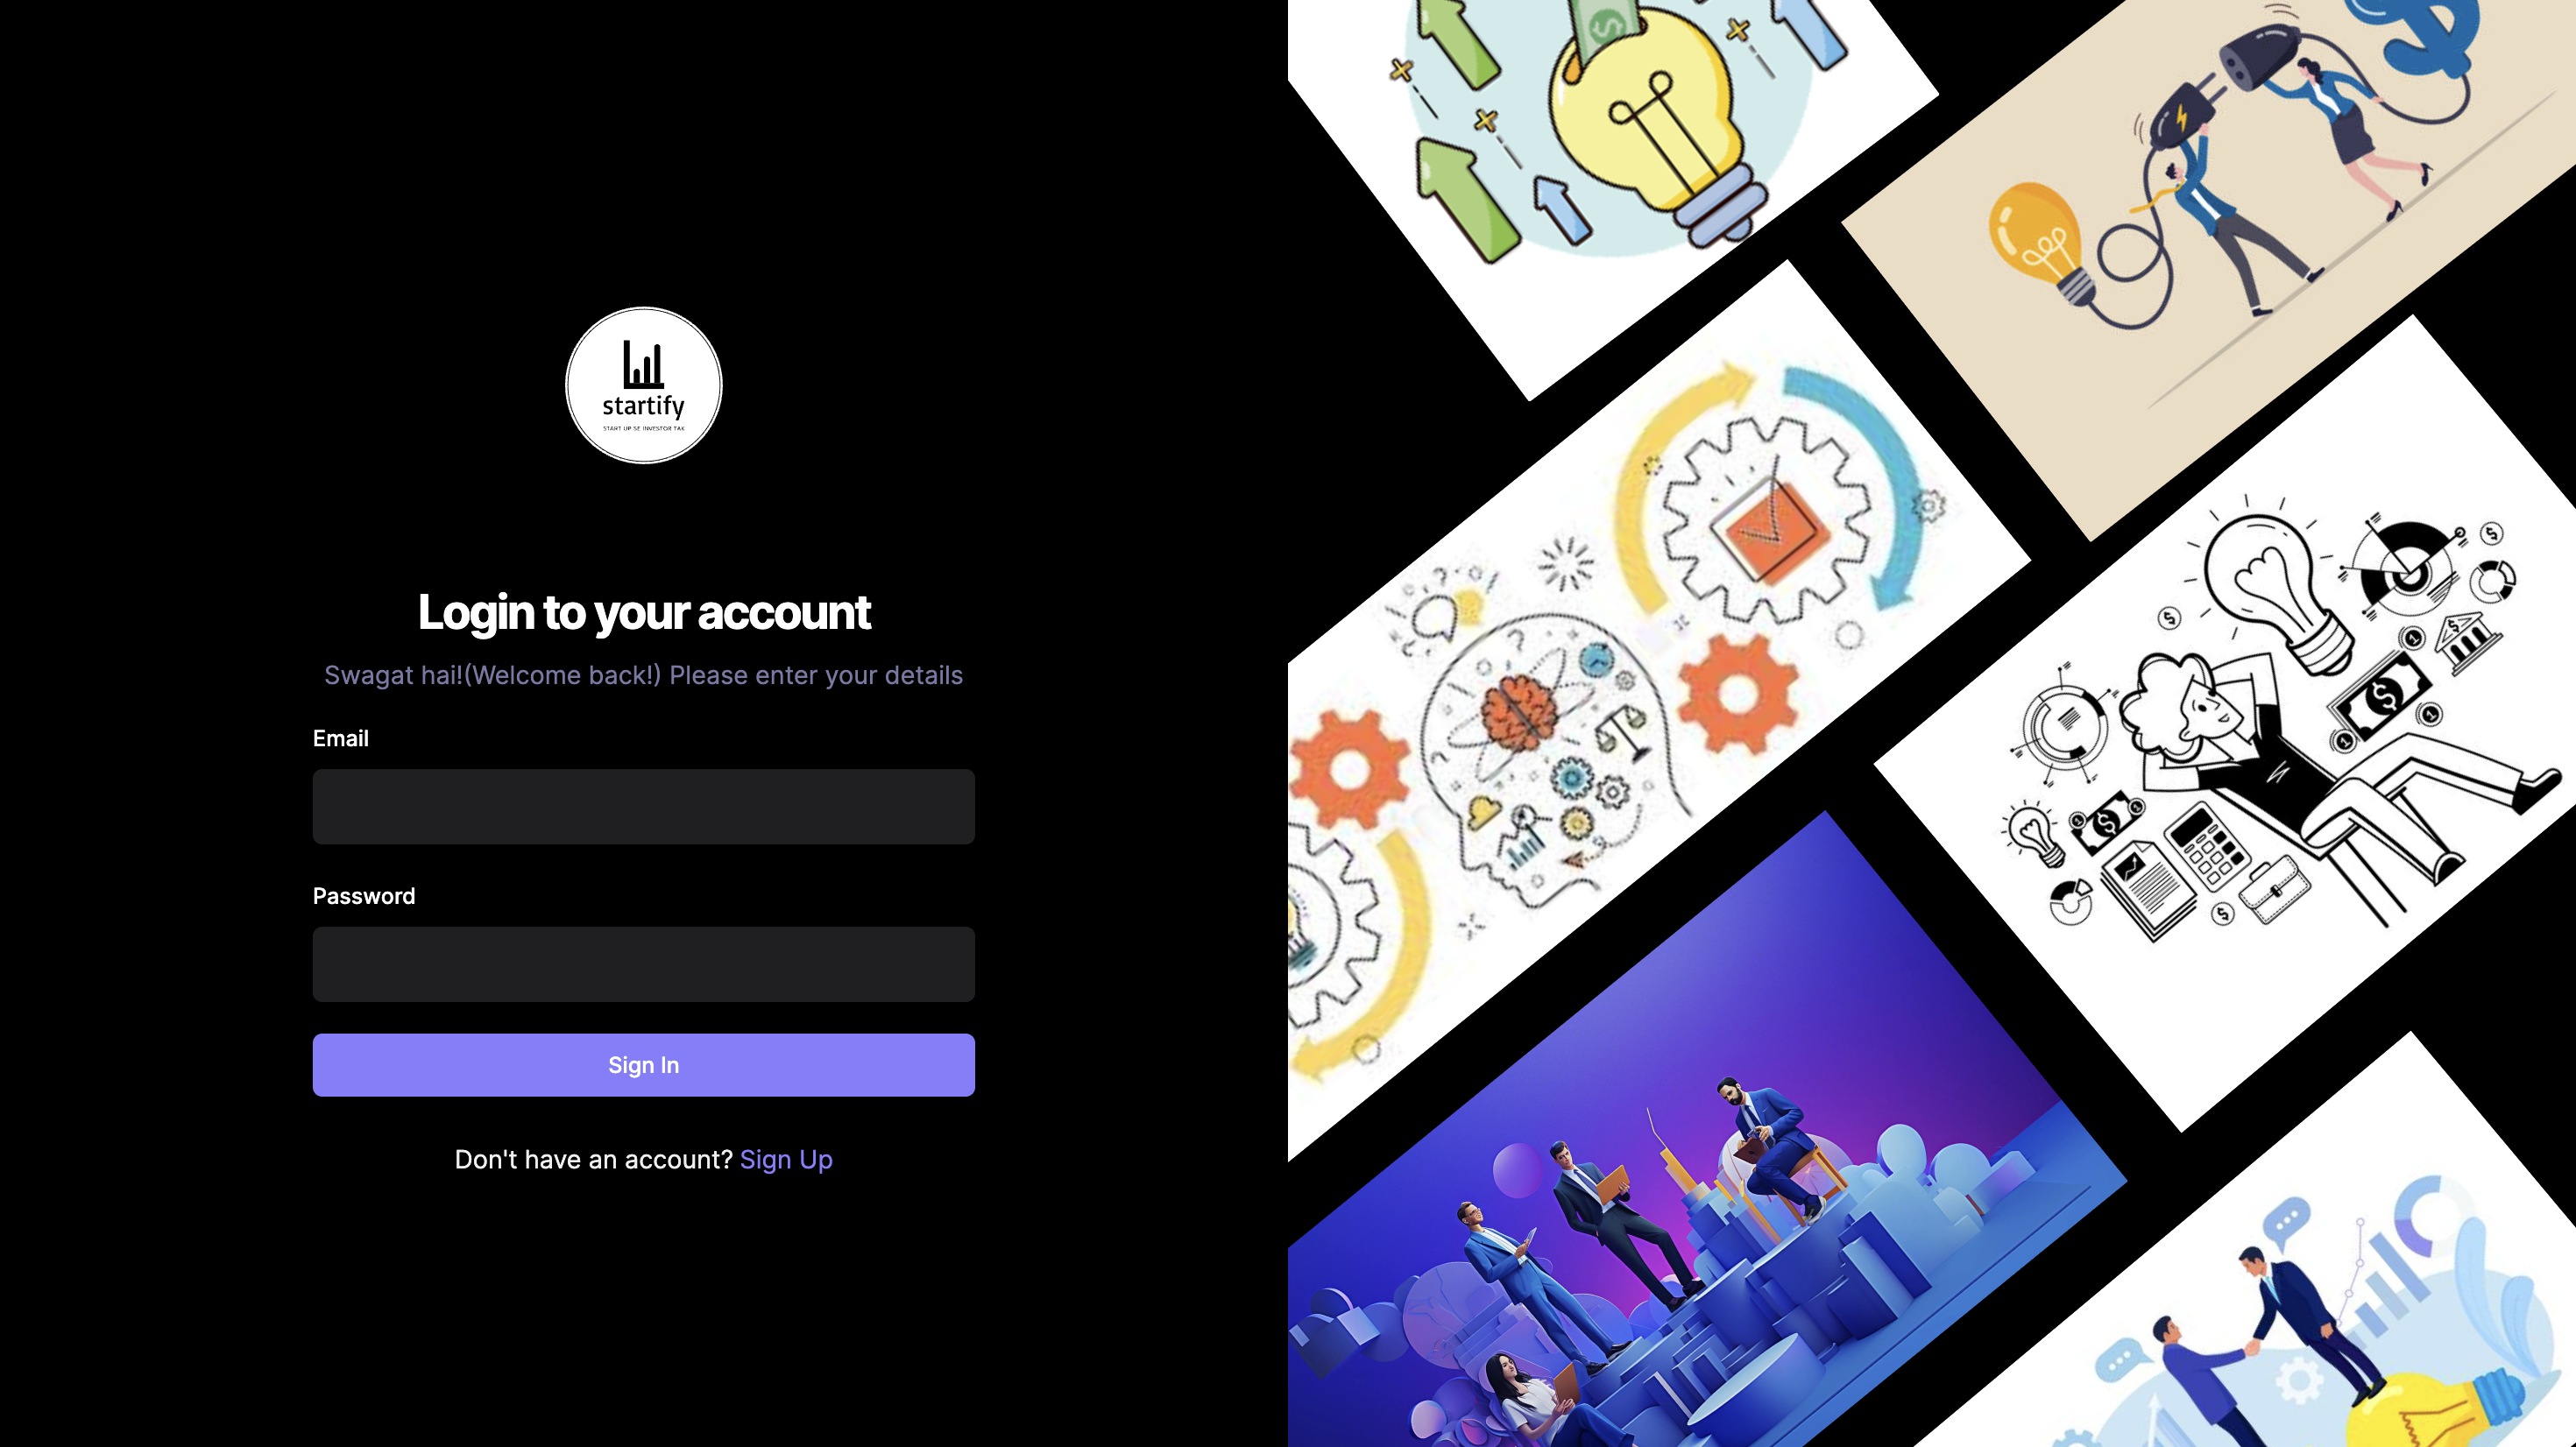 startify
START UP SE INVESTOR TAK
Login to your account
Swagat hai!(Welcome back!) Please enter your details
Email
Password
Sign In
Don't have an account? Sign Up